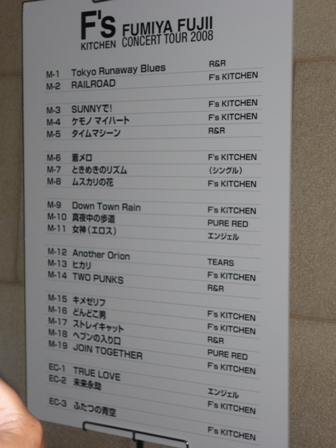 F's
KITCHEN
FUMIYA FUJII
CONCERT TOUR 2008
M-1 Tokyo Runaway Blues R&R
M-2 RAILROAD F's KITCHEN
M-3 SUNNYで! F's KITCHEN
M-4 ケモノ マイハート F's KITCHEN
M-5 タイムマシーン R&R
M-6 着メロ F's KITCHEN
M-7 ときめきのリズム (シングル)
M-8 ムスカリの花 F's KITCHEN
M-9 Down Town Rain F's KITCHEN
M-10 真夜中の歩道 PURE RED
M-11 女神(エロス) エンジェル
M-12 Another Orion TEARS
M-13 ヒカリ F's KITCHEN
M-14 TWO PUNKS R&R
M-15 キメゼリフ F's KITCHEN
M-16 どんどこ男 F's KITCHEN
M-17 ストレイキャット R&R
M-18 ヘブンの入り口 PURE RED
M-19 JOIN TOGETHER F's KITCHEN
EC-1 TRUE LOVE エンジェル
EC-2 未来永劫 F's KITCHEN
EC-3 ふたつの青空 F's KITCHEN